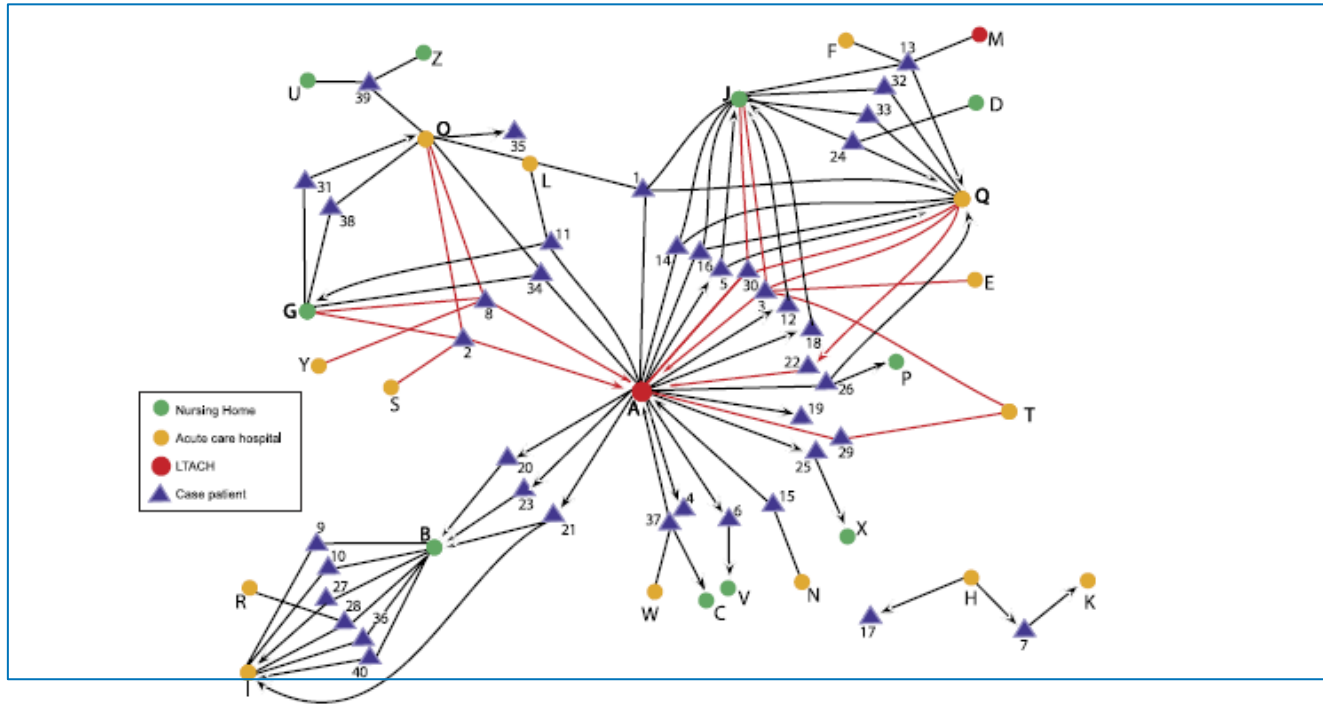 Z
U
39
O
35
L
31
38
11
34
G
8
2
Y
S
F
13
M
32
J
33
D
24
1
Q
14
16
5
30
3
12
18
E
22
26
P
19
A
T
29
25
20
23
21
4
37
6
15
X
W
C
V
N
H
K
17
7
Nursing Home
Acute care hospital
LTACH
Case patient
9
B
10
27
R
28
36
40
I